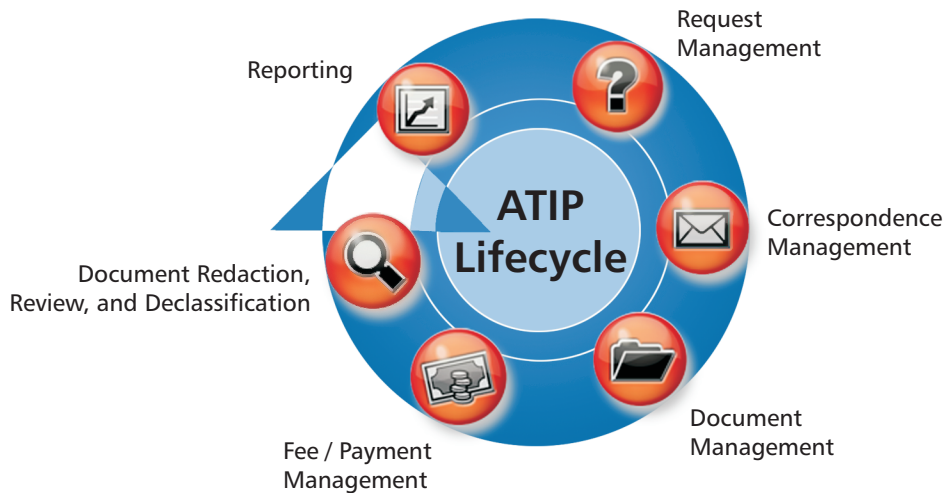 Request
Management
Reporting
ATIP
Lifecycle
Correspondence
Management
Document Redaction,
Review, and Declassification
Document
Management
Fee / Payment
Management